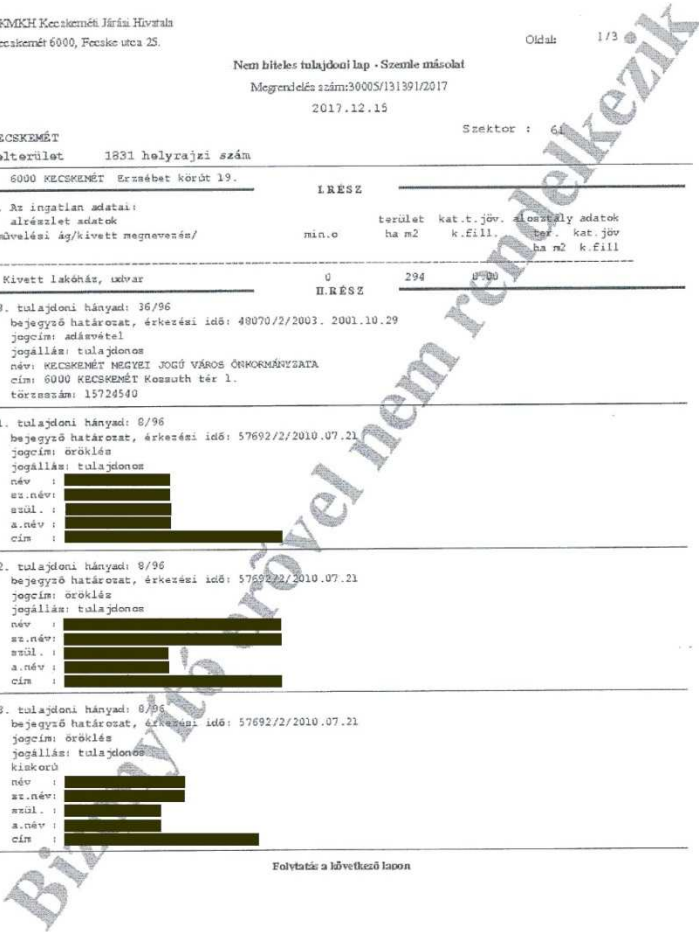 KMKH Kecskeméti Járási Hivatala
ecskemét 6000, Fecske utca 25.
Oldal: 1/3
Nem hiteles tulajdoni lap - Szemle másolat
Megrendelés szám:30005/131391/2017
2017.12.15
Szektor : 61
ECSKEMÉT
elterület 1831 helyrajzi szám
6000 KECSKEMÉT Erzsébet körút 19.
I.RÉSZ
. Az ingatlan adatai:
alrészlet adatok terület kat.t.jöv. alosztály adatok
művelési ág/kivett megnevezés/ min.o ha m2 k.fill. ter. kat.jöv
ha m2 k.fill
Kivett lakóház, udvar 0 294 0.00
II.RÉSZ
8. tulajdoni hányad: 36/96
bejegyző határozat, érkezési idő: 48070/2/2003. 2001.10.29
jogcím: adásvétel
jogállás: tulajdonos
név: KECSKEMÉT MEGYEI JOGÚ VÁROS ÖNKORMÁNYZATA
cím: 6000 KECSKEMÉT Kossuth tér 1.
törzsszám: 15724540
1. tulajdoni hányad: 8/96
bejegyző határozat, érkezési idő: 57692/2/2010.07.21
jogcím: öröklés
jogállás: tulajdonos
név :
sz.név:
szül. :
a.név :
cím :
2. tulajdoni hányad: 8/96
bejegyző határozat, érkezési idő: 57692/2/2010.07.21
jogcím: öröklés
jogállás: tulajdonos
név :
sz.név:
szül. :
a.név :
cím :
3. tulajdoni hányad: 8/96
bejegyző határozat, érkezési idő: 57692/2/2010.07.21
jogcím: öröklés
jogállás: tulajdonos
kiskorú
név :
sz.név:
szül. :
a.név :
cím :
Folytatás a következő lapon
Bizonyító erővel nem rendelkezik